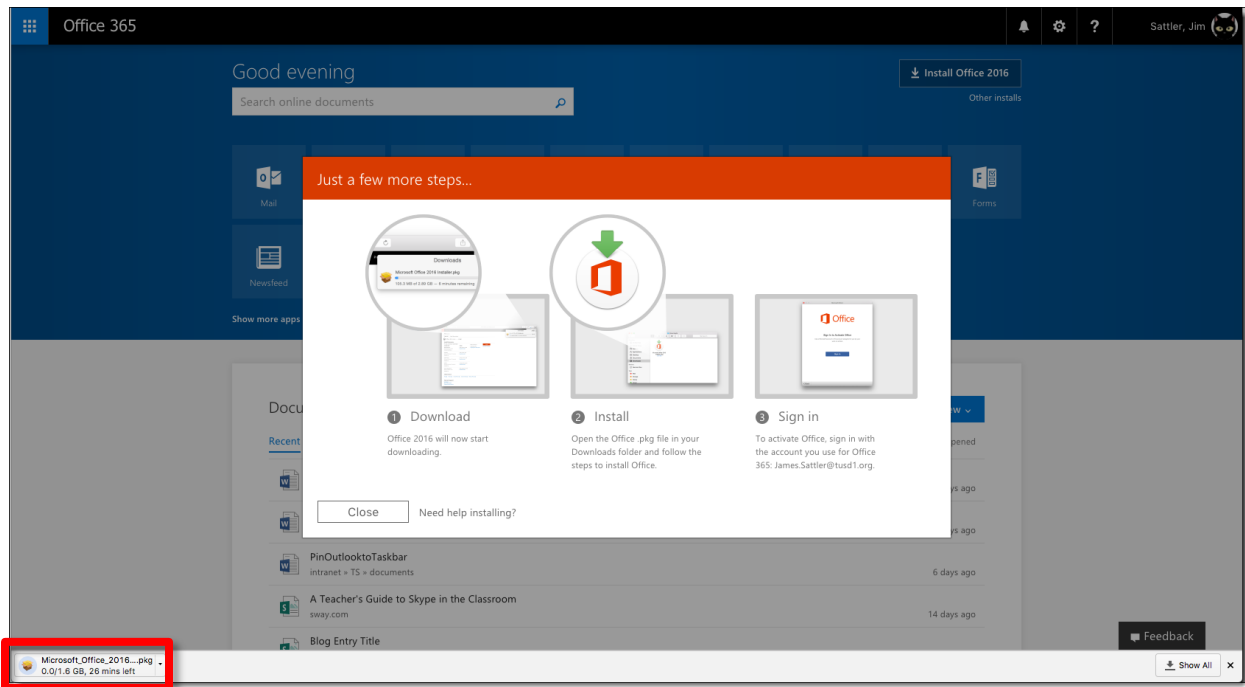 Office 365
Sattler, Jim
Good evening
Install Office 2016
Search online documents
Other installs
Just a few more steps...
Mail
Forms
Newsfeed
Show more apps
Downloads
Microsoft Office 2016 Installer.pkg
Office
Docu
ew
1 Download
2 Install
3 Sign in
Recent
pened
Office 2016 will now start
downloading.
Open the Office .pkg file in your
Downloads folder and follow the
steps to install Office.
To activate Office, sign in with
the account you use for Office
365: James.Sattler@tusd1.org.
ys ago
Close
Need help installing?
ys ago
PinOutlooktoTaskbar
intranet » TS » documents
6 days ago
A Teacher's Guide to Skype in the Classroom
sway.com
14 days ago
Blog Entry Title
Feedback
Microsoft_Office_2016....pkg
0.0/1.6 GB, 26 mins left
Show All